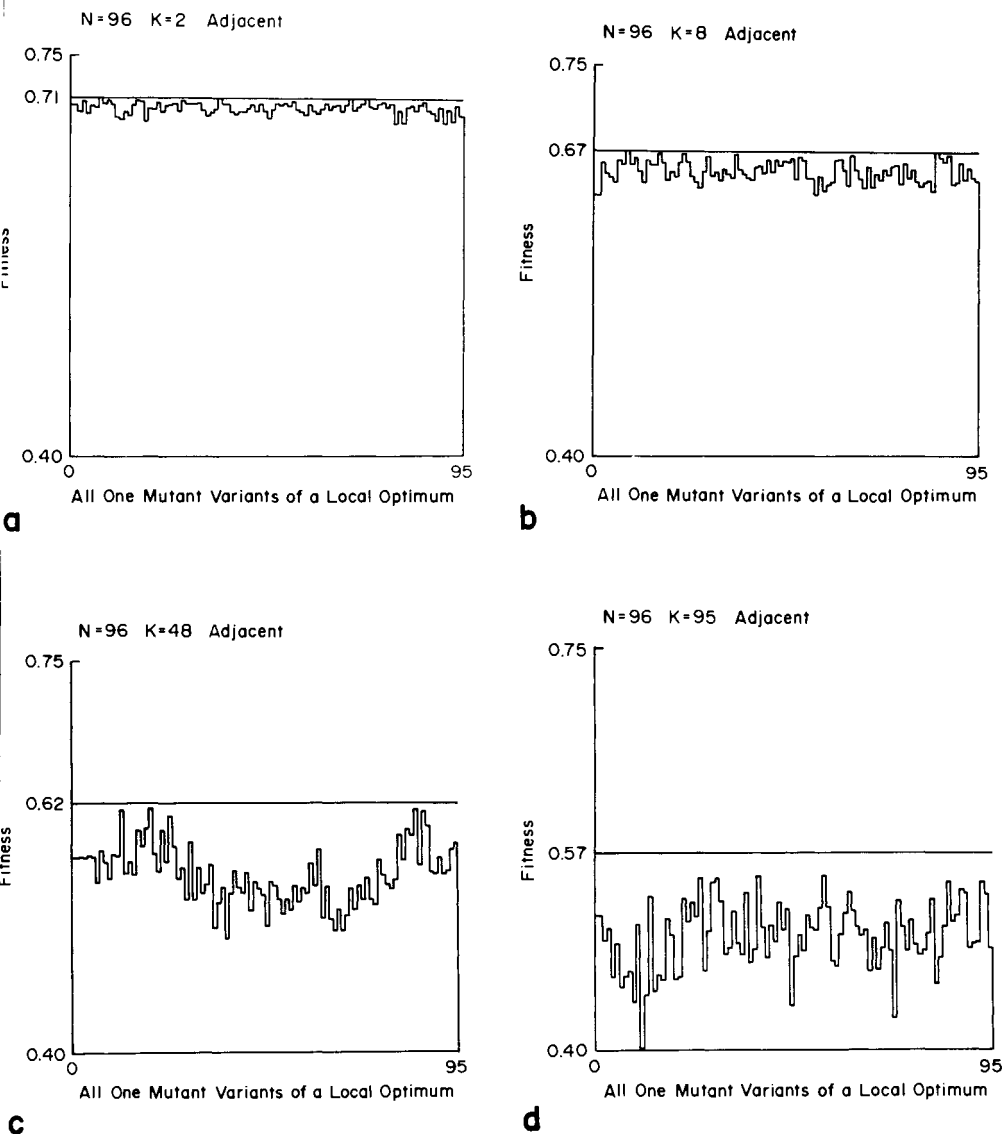 N=96 K=2 Adjacent
0.75
0.71
0.40
0
95
All One Mutant Variants of a Local Optimum
a
N=96 K=8 Adjacent
0.75
0.67
Fitness
0.40
0
95
All One Mutant Variants of a Local Optimum
b
N=96 K=48 Adjacent
0.75
0.62
Fitness
0.40
0
95
All One Mutant Variants of a Local Optimum
c
N=96 K=95 Adjacent
0.75
0.57
Fitness
0.40
0
95
All One Mutant Variants of a Local Optimum
d